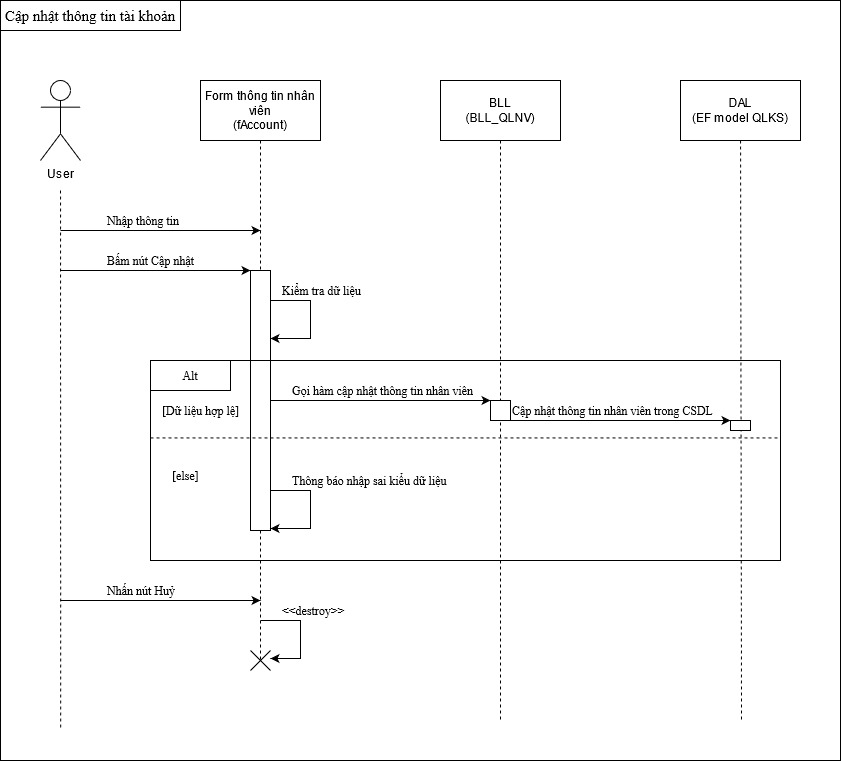 Cập nhật thông tin tài khoản
Form thông tin nhân
viên
(fAccount)
BLL
(BLL_QLNV)
DAL
(EF model QLKS)
User
Nhập thông tin
Bấm nút Cập nhật
Kiểm tra dữ liệu
Alt
Gọi hàm cập nhật thông tin nhân viên
[Dữ liệu hợp lệ]
Cập nhật thông tin nhân viên trong CSDL
[else]
Thông báo nhập sai kiểu dữ liệu
Nhấn nút Huỷ
<<destroy>>